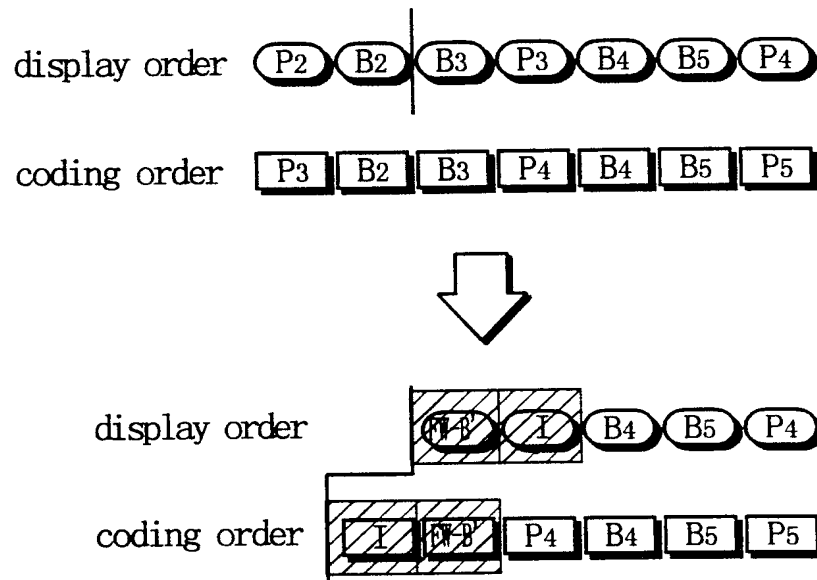 display order P2 B2 B3 P3 B4 B5 P4
coding order P3 B2 B3 P4 B4 B5 P5
display order I B4 B5 P4
coding order I P4 B4 B5 P5